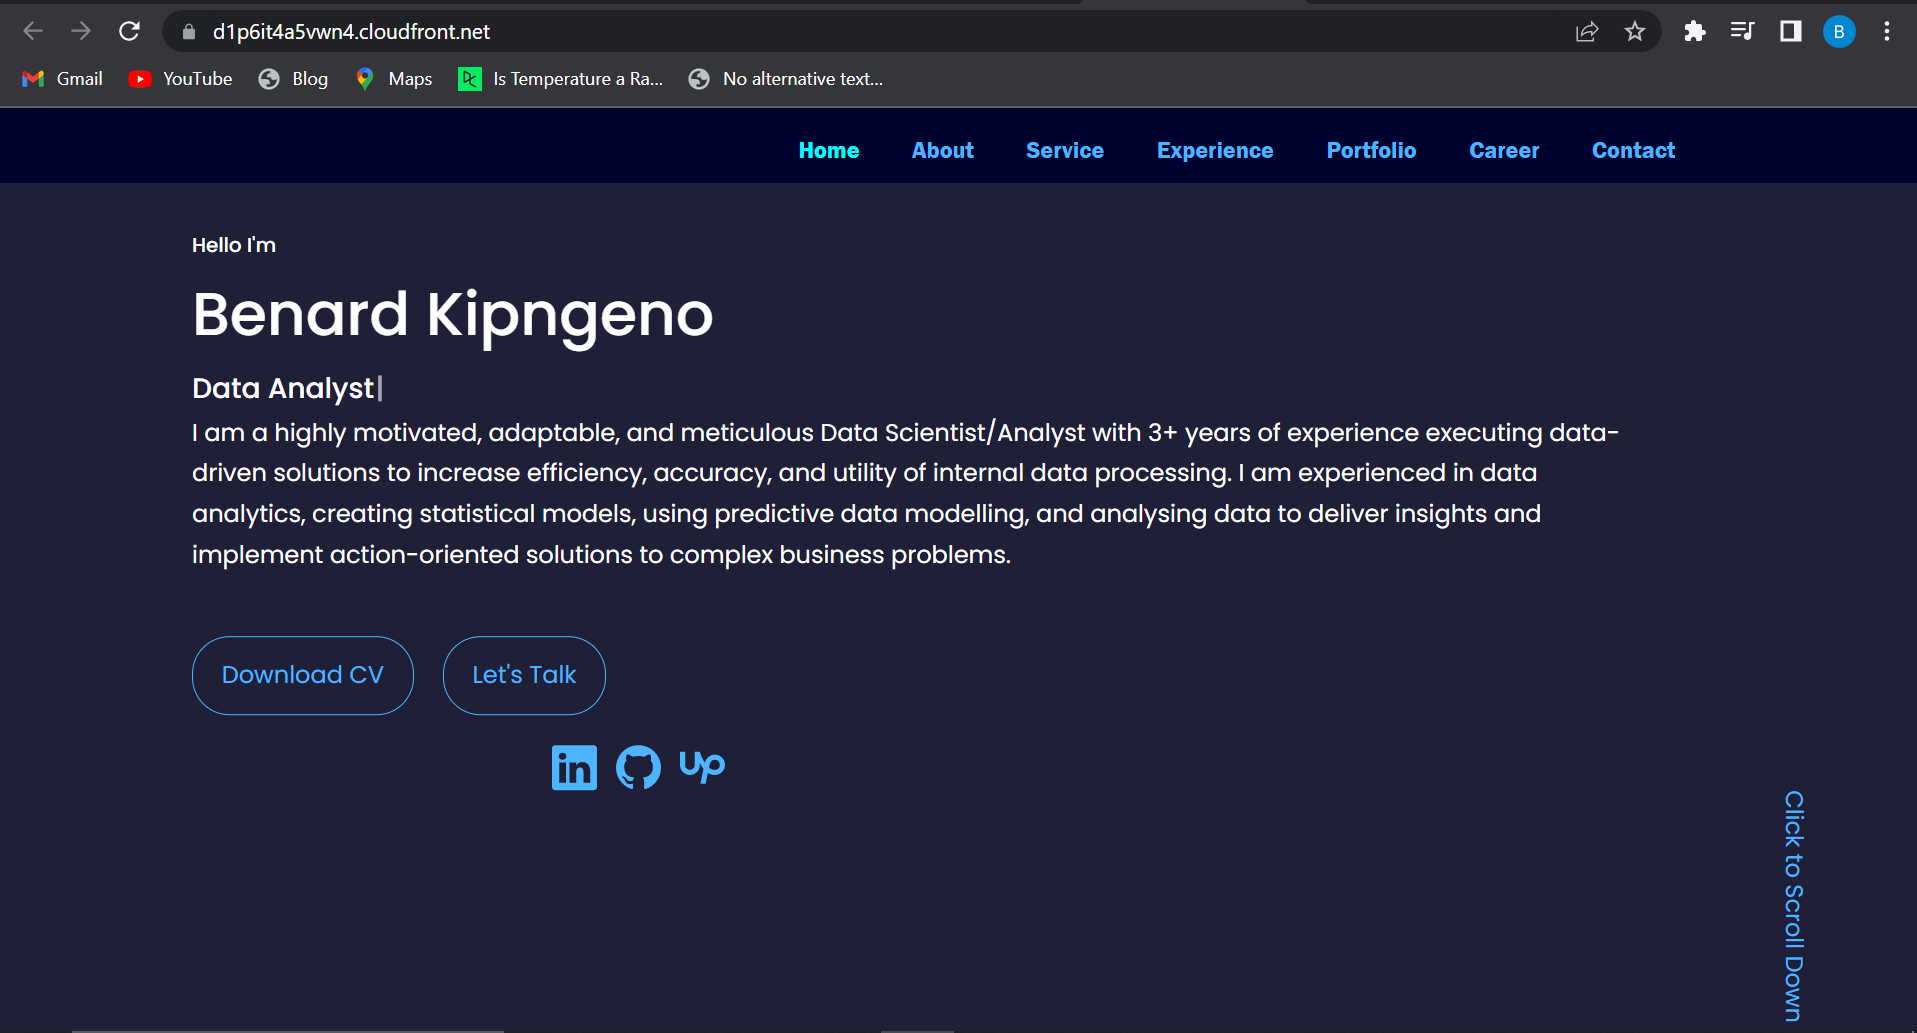 d1p6it4a5vwn4.cloudfront.net
B
Gmail YouTube Blog Maps Is Temperature a Ra... No alternative text...
Home About Service Experience Portfolio Career Contact
Hello I'm
Benard Kipngeno
Data Analyst|
I am a highly motivated, adaptable, and meticulous Data Scientist/Analyst with 3+ years of experience executing data-
driven solutions to increase efficiency, accuracy, and utility of internal data processing. I am experienced in data
analytics, creating statistical models, using predictive data modelling, and analysing data to deliver insights and
implement action-oriented solutions to complex business problems.
Download CV Let's Talk
in up
Click to Scroll Down